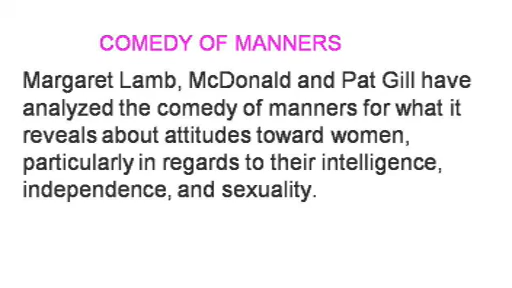 COMEDY OF MANNERS
Margaret Lamb, McDonald and Pat Gill have
analyzed the comedy of manners for what it
reveals about attitudes toward women,
particularly in regards to their intelligence,
independence, and sexuality.